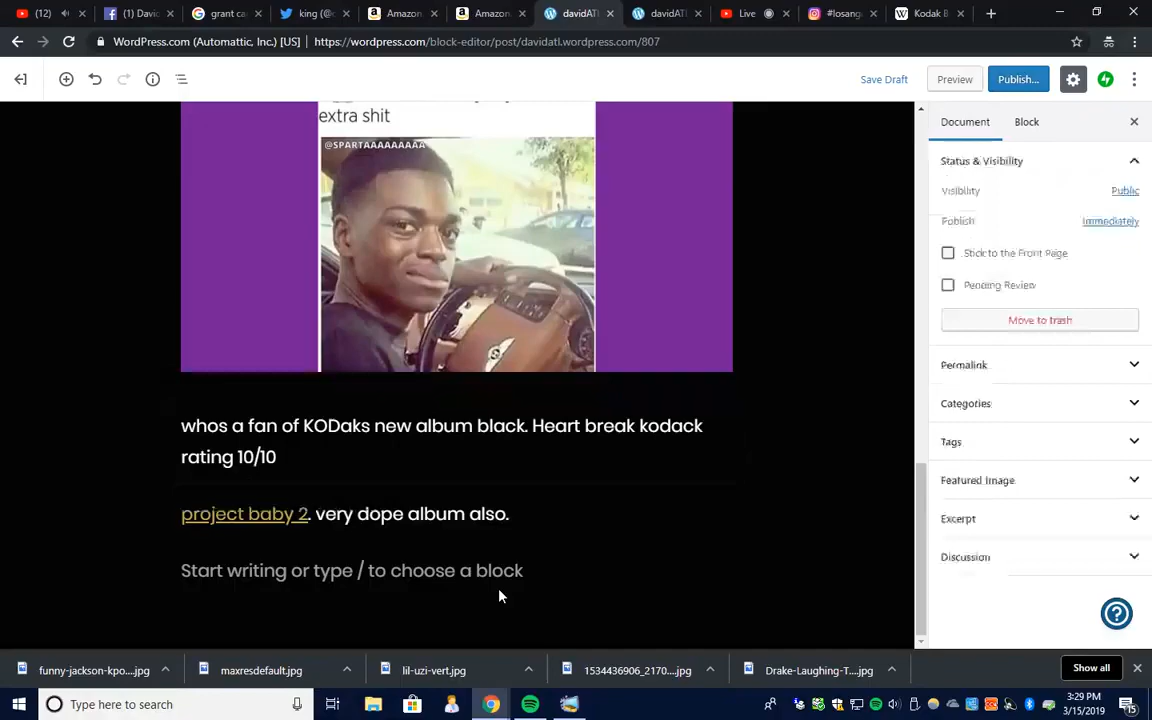 (12)
(1) Davi
grant ca
king (@
Amazon.
Amazon.
davidATL
davidATL
Live
#losang
Kodak B
WordPress.com (Automattic, Inc.) [US]
https://wordpress.com/block-editor/post/davidatl.wordpress.com/807
Save Draft
Preview
Publish...
extra shit
@SPARTAAAAAAAAA
whos a fan of KODaks new album black. Heart break kodack
rating 10/10
project baby 2. very dope album also.
Start writing or type / to choose a block
Document
Block
Status & Visibility
Visibility
Public
Publish
Immediately
Stick to the Front Page
Pending Review
Move to trash
Permalink
Categories
Tags
Featured Image
Excerpt
Discussion
funny-jackson-kpo....jpg
maxresdefault.jpg
lil-uzi-vert.jpg
1534436906_2170....jpg
Drake-Laughing-T....jpg
Show all
Type here to search
3:29 PM
3/15/2019
15